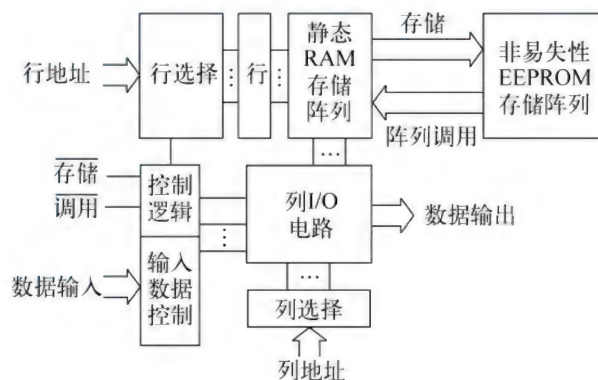 行地址
行选择
行
静态
RAM
存储
阵列
存储
阵列调用
非易失性
EEPROM
存储阵列
存储
调用
控制
逻辑
列I/O
电路
数据输出
数据输入
输入
数据
控制
列选择
列地址